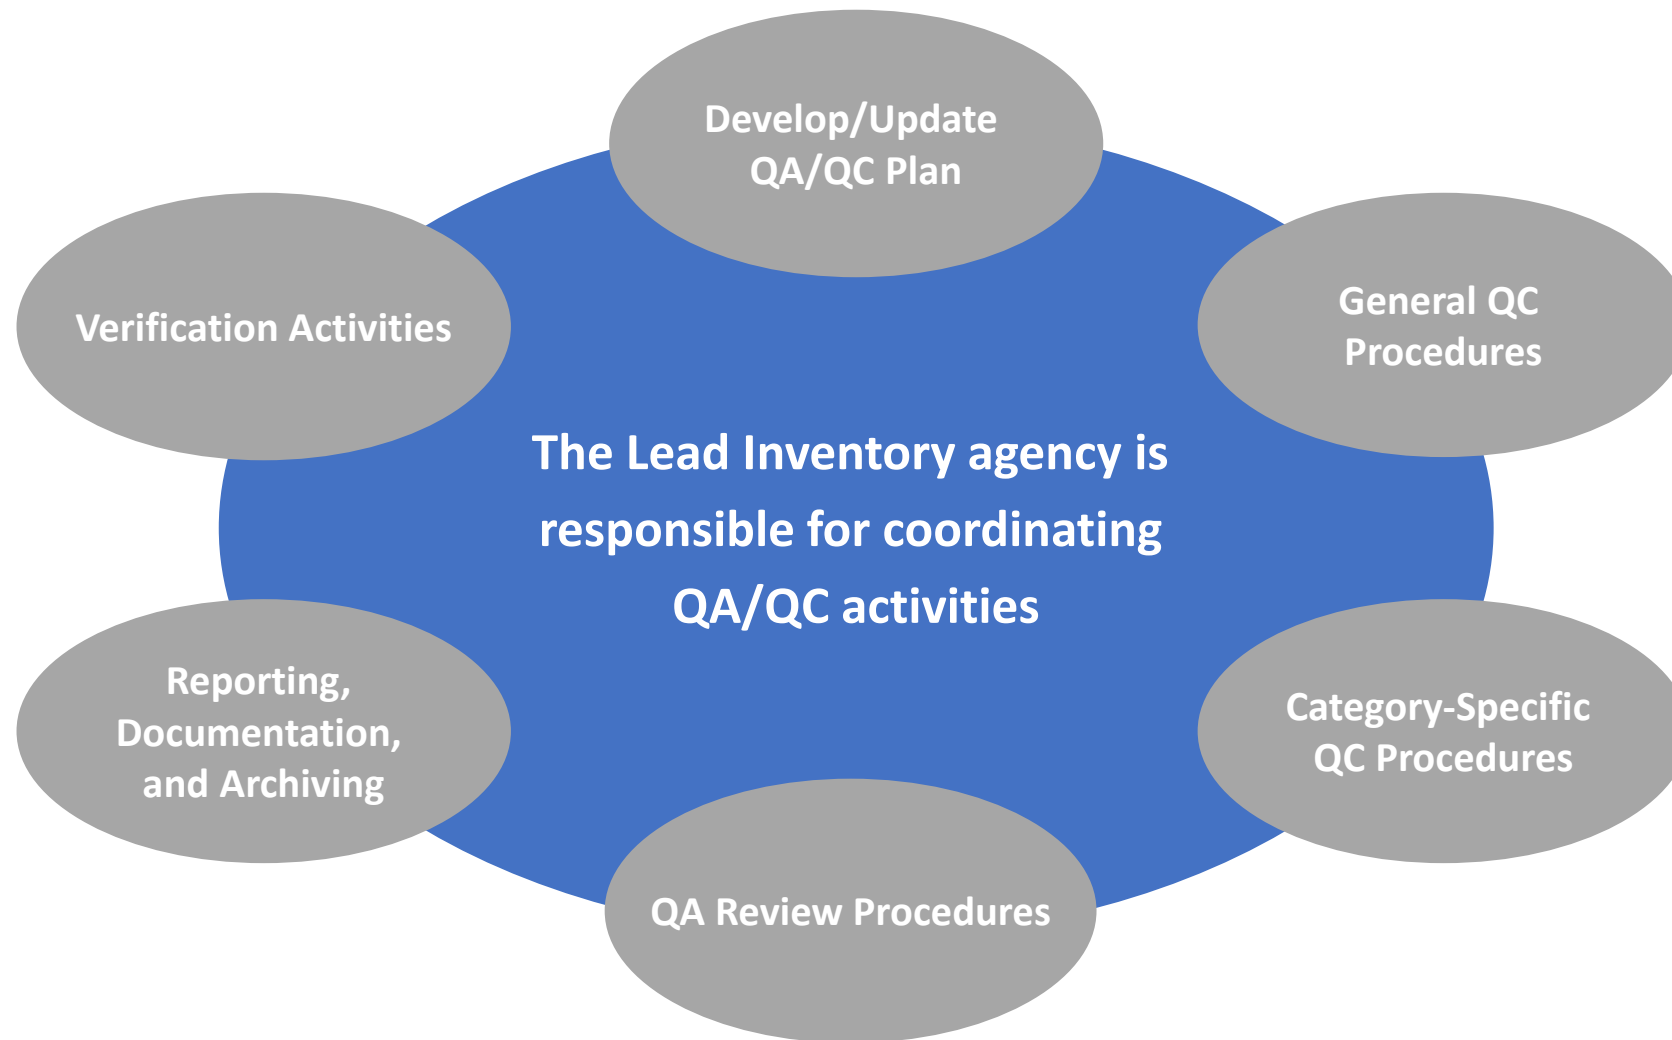 Develop/Update
QA/QC Plan
General QC
Procedures
Verification Activities
The Lead Inventory agency is
responsible for coordinating
QA/QC activities
Category-Specific
QC Procedures
Reporting,
Documentation,
and Archiving
QA Review Procedures